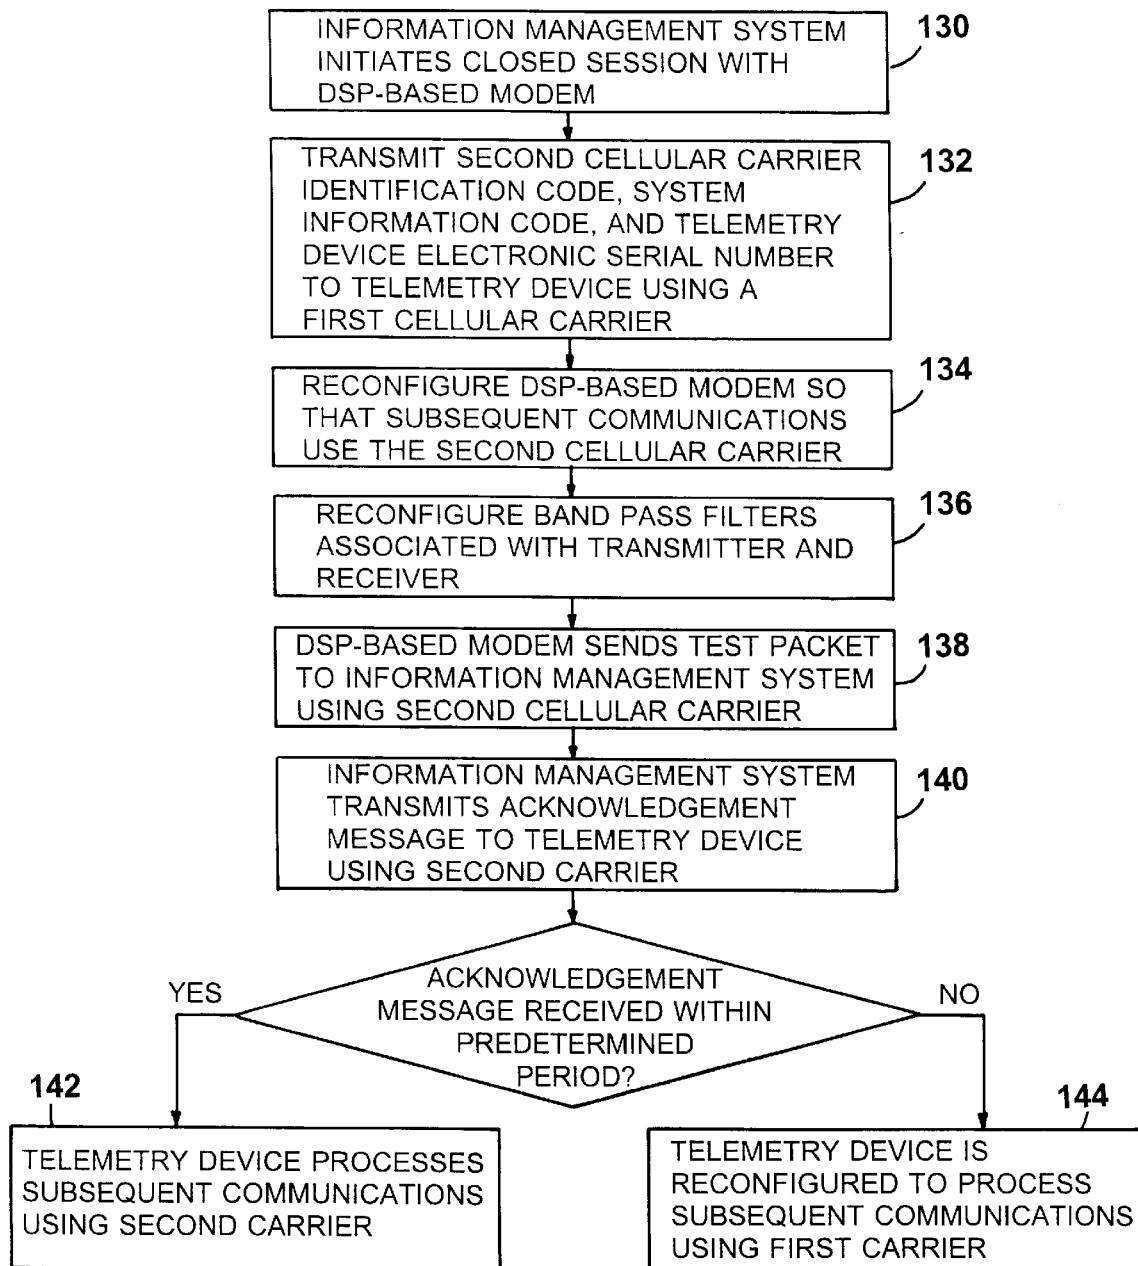 INFORMATION MANAGEMENT SYSTEM
INITIATES CLOSED SESSION WITH
DSP-BASED MODEM
130
TRANSMIT SECOND CELLULAR CARRIER
IDENTIFICATION CODE, SYSTEM
INFORMATION CODE, AND TELEMETRY
DEVICE ELECTRONIC SERIAL NUMBER
TO TELEMETRY DEVICE USING A
FIRST CELLULAR CARRIER
132
RECONFIGURE DSP-BASED MODEM SO
THAT SUBSEQUENT COMMUNICATIONS
USE THE SECOND CELLULAR CARRIER
134
RECONFIGURE BAND PASS FILTERS
ASSOCIATED WITH TRANSMITTER AND
RECEIVER
136
DSP-BASED MODEM SENDS TEST PACKET
TO INFORMATION MANAGEMENT SYSTEM
USING SECOND CELLULAR CARRIER
138
INFORMATION MANAGEMENT SYSTEM
TRANSMITS ACKNOWLEDGEMENT
MESSAGE TO TELEMETRY DEVICE
USING SECOND CARRIER
140
ACKNOWLEDGEMENT
MESSAGE RECEIVED WITHIN
PREDETERMINED
PERIOD?
YES
NO
142
TELEMETRY DEVICE PROCESSES
SUBSEQUENT COMMUNICATIONS
USING SECOND CARRIER
144
TELEMETRY DEVICE IS
RECONFIGURED TO PROCESS
SUBSEQUENT COMMUNICATIONS
USING FIRST CARRIER